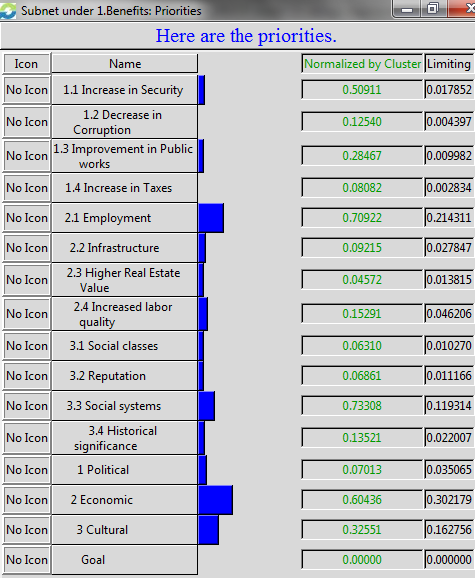 Subnet under 1.Benefits: Priorities
Here are the priorities.
Icon Name Normalized by Cluster Limiting
No Icon 1.1 Increase in Security 0.50911 0.017852
No Icon 1.2 Decrease in
Corruption 0.12540 0.004397
No Icon 1.3 Improvement in Public
works 0.28467 0.009982
No Icon 1.4 Increase in Taxes 0.08082 0.002834
No Icon 2.1 Employment 0.70922 0.214311
No Icon 2.2 Infrastructure 0.09215 0.027847
No Icon 2.3 Higher Real Estate
Value 0.04572 0.013815
No Icon 2.4 Increased labor
quality 0.15291 0.046206
No Icon 3.1 Social classes 0.06310 0.010270
No Icon 3.2 Reputation 0.06861 0.011166
No Icon 3.3 Social systems 0.73308 0.119314
No Icon 3.4 Historical
significance 0.13521 0.022007
No Icon 1 Political 0.07013 0.035065
No Icon 2 Economic 0.60436 0.302179
No Icon 3 Cultural 0.32551 0.162756
No Icon Goal 0.00000 0.000000